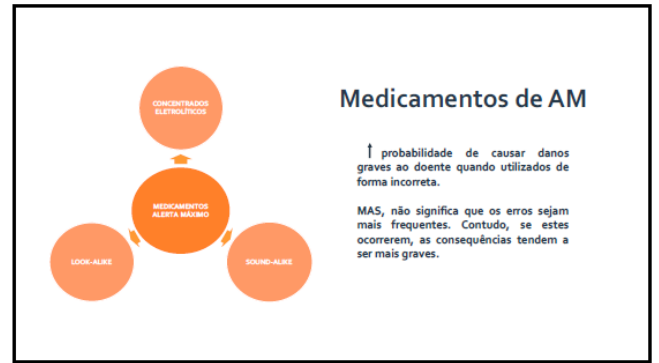 CONCENTRADOS
ELETROLÍTICOS
MEDICAMENTOS
ALERTA MÁXIMO
LOOK-ALIKE
SOUND-ALIKE
Medicamentos de AM
↑ probabilidade de causar danos
graves ao doente quando utilizados de
forma incorreta.
MAS, não significa que os erros sejam
mais frequentes. Contudo, se estes
ocorrerem, as consequências tendem a
ser mais graves.